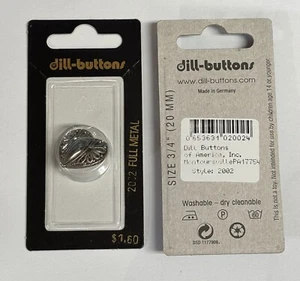 dill-buttons
2002 FULL METAL
$1.60
dill-buttons
www.dill-buttons.com
Made in Germany
Not intended for use by children age 14 or younger.
This is not a toy.
SIZE 3/4" (20 MM)
Dill Buttons
of America, Inc.
MontoursvillePA17754
Style: 2002
Washable – dry cleanable